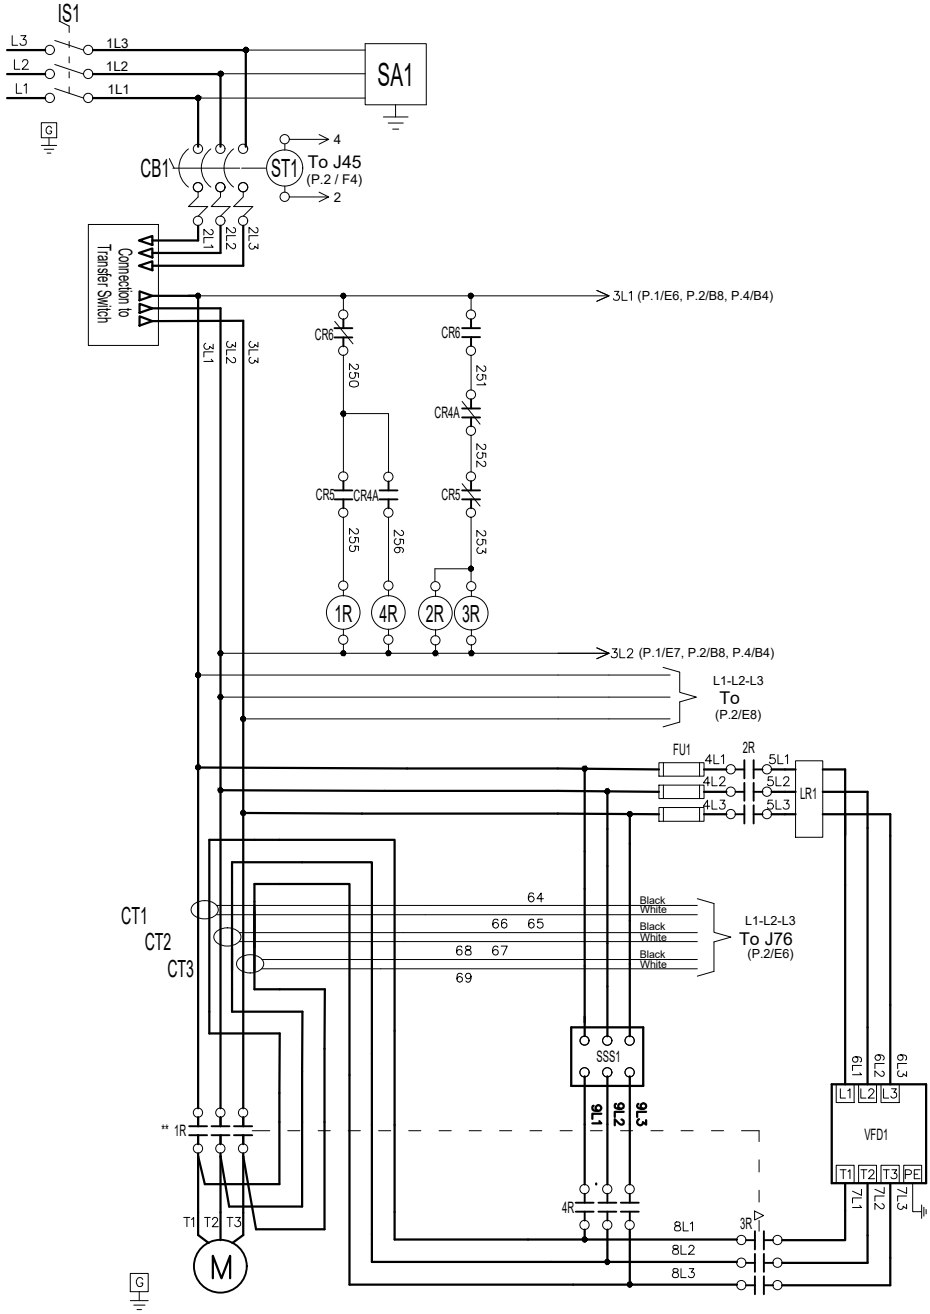 IS1
L3 1L3
L2 1L2
L1 1L1
SA1
G
CB1
ST1
4
To J45
(P.2 / F4)
2
2L1
2L2
2L3
Connection to
Transfer Switch
3L1 (P.1/E6, P.2/B8, P.4/B4)
3L1
3L2
3L3
CR6
CR6
250
251
CR4A
252
CR5
CR4A
CR5
255
256
253
1R
4R
2R
3R
3L2 (P.1/E7, P.2/B8, P.4/B4)
L1-L2-L3
To
(P.2/E8)
FU1
2R
4L1 5L1
4L2 5L2
4L3 5L3
LR1
CT1
CT2
CT3
64
66 65
68 67
69
Black
White
Black
White
Black
White
L1-L2-L3
To J76
(P.2/E6)
SSS1
9L1
9L2
9L3
6L1
6L2
6L3
L1 L2 L3
VFD1
T1 T2 T3 PE
7L1
7L2
7L3
** 1R
4R
3R
8L1
8L2
8L3
T1 T2 T3
M
G